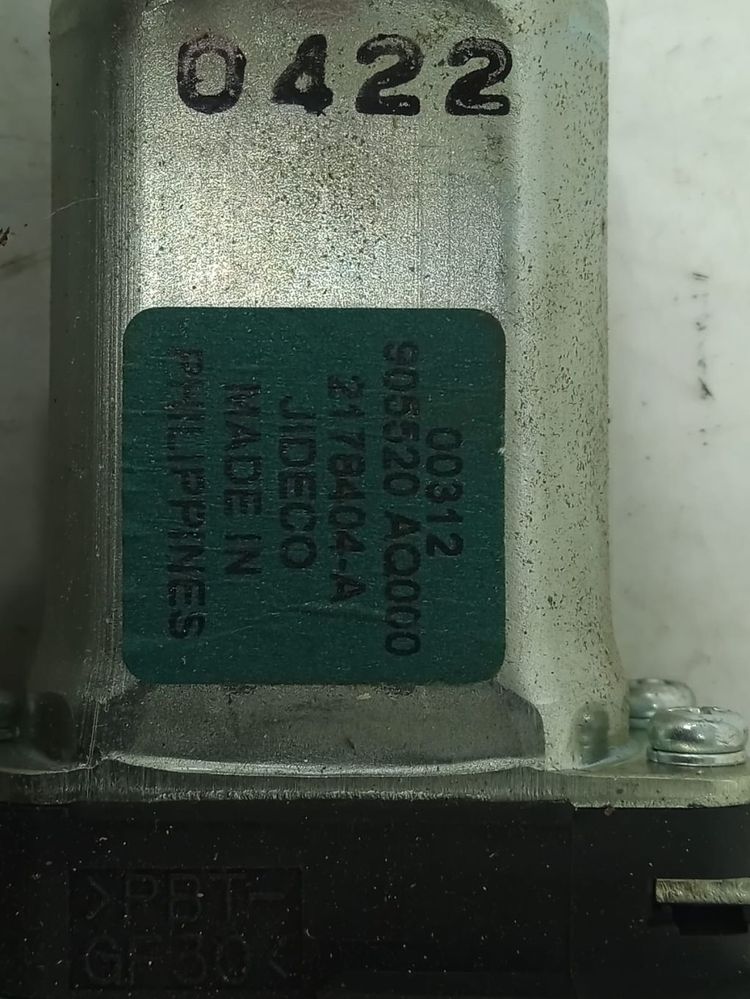 0422
00312
905520 AQ000
2178404-A
JIDECO
MADE IN
PHILIPPINES
>PBT-
GF30<